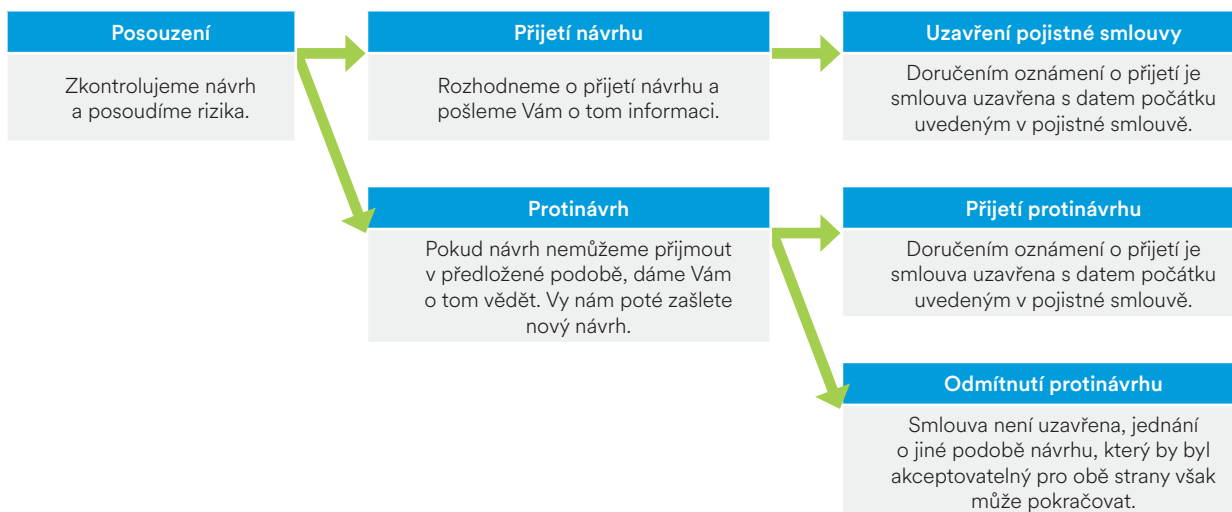 Posouzení
Zkontrolujeme návrh
a posoudíme rizika.
Přijetí návrhu
Rozhodneme o přijetí návrhu a
pošleme Vám o tom informaci.
Uzavření pojistné smlouvy
Doručením oznámení o přijetí je
smlouva uzavřena s datem počátku
uvedeným v pojistné smlouvě.
Protinávrh
Pokud návrh nemůžeme přijmout
v předložené podobě, dáme Vám
o tom vědět. Vy nám poté zašlete
nový návrh.
Přijetí protinávrhu
Doručením oznámení o přijetí je
smlouva uzavřena s datem počátku
uvedeným v pojistné smlouvě.
Odmítnutí protinávrhu
Smlouva není uzavřena, jednání
o jiné podobě návrhu, který by byl
akceptovatelný pro obě strany však
může pokračovat.